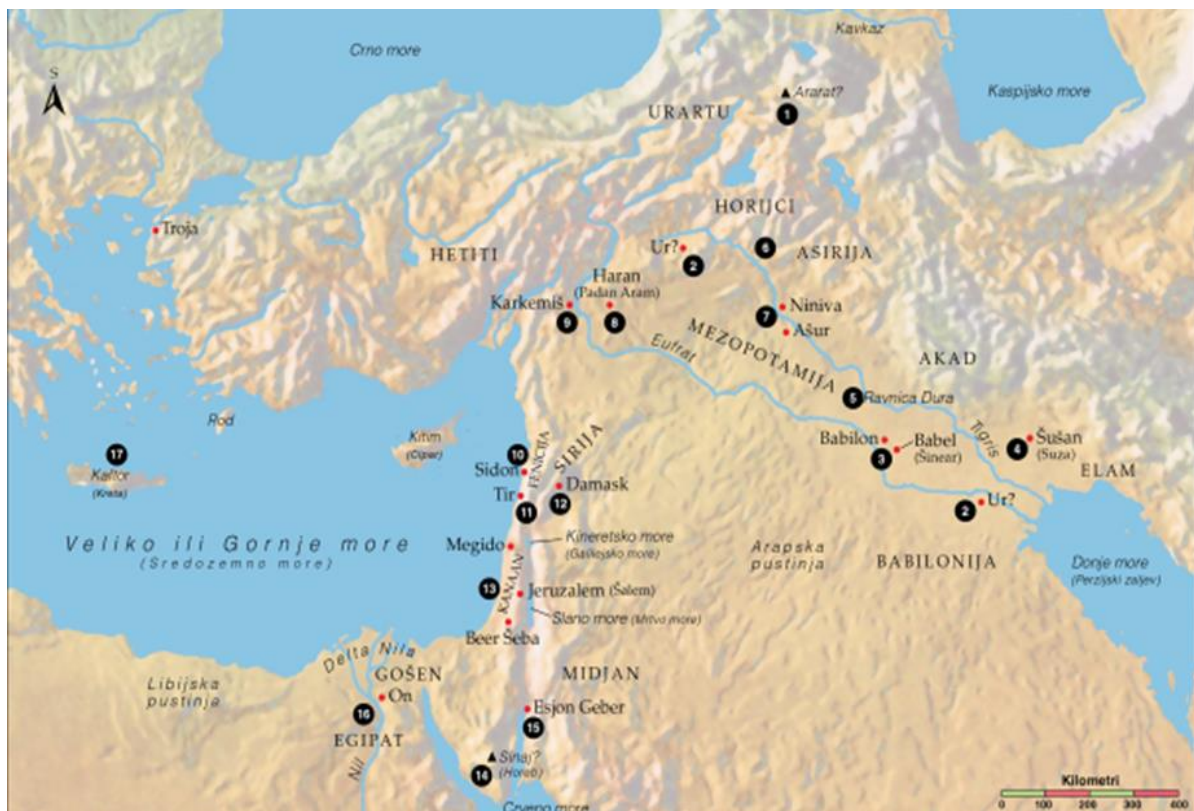 Crno more
Kavkaz
Kaspijsko more
S
Ararat?
1
URARTU
Troja
HORIJCI
HETITI
Ur?
2
6
ASIRIJA
Haran
(Padan Aram)
Karkemiš
9
8
7
Niniva
Ašur
MEZOPOTAMIJA
Eufrat
AKAD
5
Ravnica Dura
Tigris
Rod
17
Kaftor
(Kreta)
Kitim
(Cipar)
10
Sidon
FENICIJA
SIRIJA
Babilon
3
Babel
(Šinear)
4
Šušan
(Suza)
ELAM
Tir
11
Damask
12
2
Ur?
Veliko ili Gornje more
(Sredozemno more)
Megido
Kineretsko more
(Galilejsko more)
Arapska
pustinja
BABILONIJA
Donje more
(Perzijski zaljev)
13
KANAAN
Jeruzalem (Šalem)
Slano more (Mrtvo more)
Beer Šeba
Delta Nila
GOŠEN
MIDJAN
Libijska
pustinja
On
16
EGIPAT
Nil
Esjon Geber
15
Sinaj?
(Horeb)
14
Crveno more
Kilometri
0 100 200 300 400